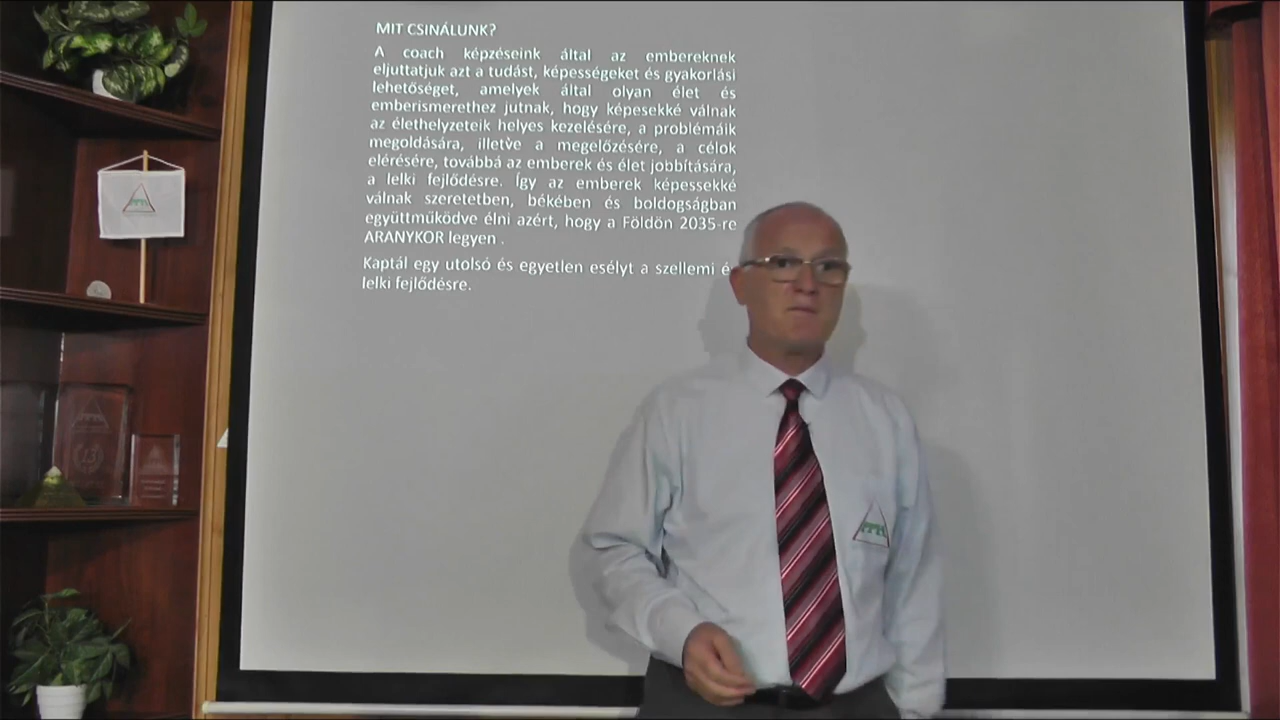 MIT CSINÁLUNK?
A coach képzéseink által az embereknek
eljuttatjuk azt a tudást, képességeket és gyakorlási
lehetőséget, amelyek által olyan élet és
emberismerethez jutnak, hogy képesekké válnak
az élethelyzeteik helyes kezelésére, a problémáik
megoldására, illetve a megelőzésére, a célok
elérésére, továbbá az emberek és élet jobbítására,
a lelki fejlődésre. Így az emberek képessekké
válnak szeretetben, békében és boldogságban
együttműködve élni azért, hogy a Földön 2035-re
ARANYKOR legyen .
Kaptál egy utolsó és egyetlen esélyt a szellemi
lelki fejlődésre.